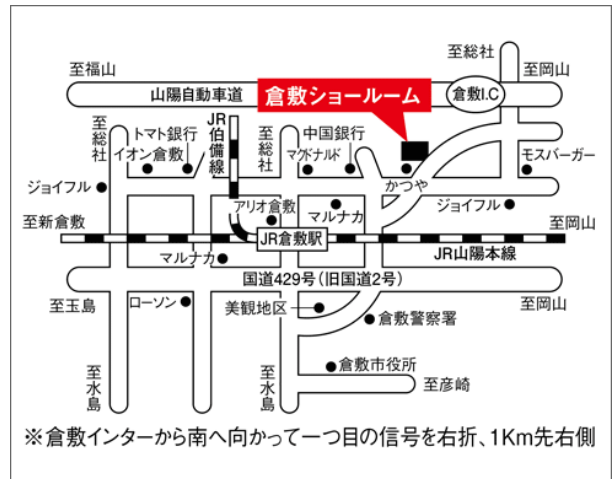 至総社
至福山
至岡山
山陽自動車道
倉敷ショールーム
倉敷I.C
至総社
トマト銀行
JR伯備線
至総社
中国銀行
イオン倉敷
マクドナルド
かつや
モスバーガー
ジョイフル
アリオ倉敷
マルナカ
ジョイフル
至新倉敷
JR倉敷駅
至岡山
マルナカ
JR山陽本線
国道429号(旧国道2号)
至玉島
ローソン
美観地区
至岡山
倉敷警察署
至水島
至水島
倉敷市役所
至彦崎
※倉敷インターから南へ向かって一つ目の信号を右折、1Km先右側